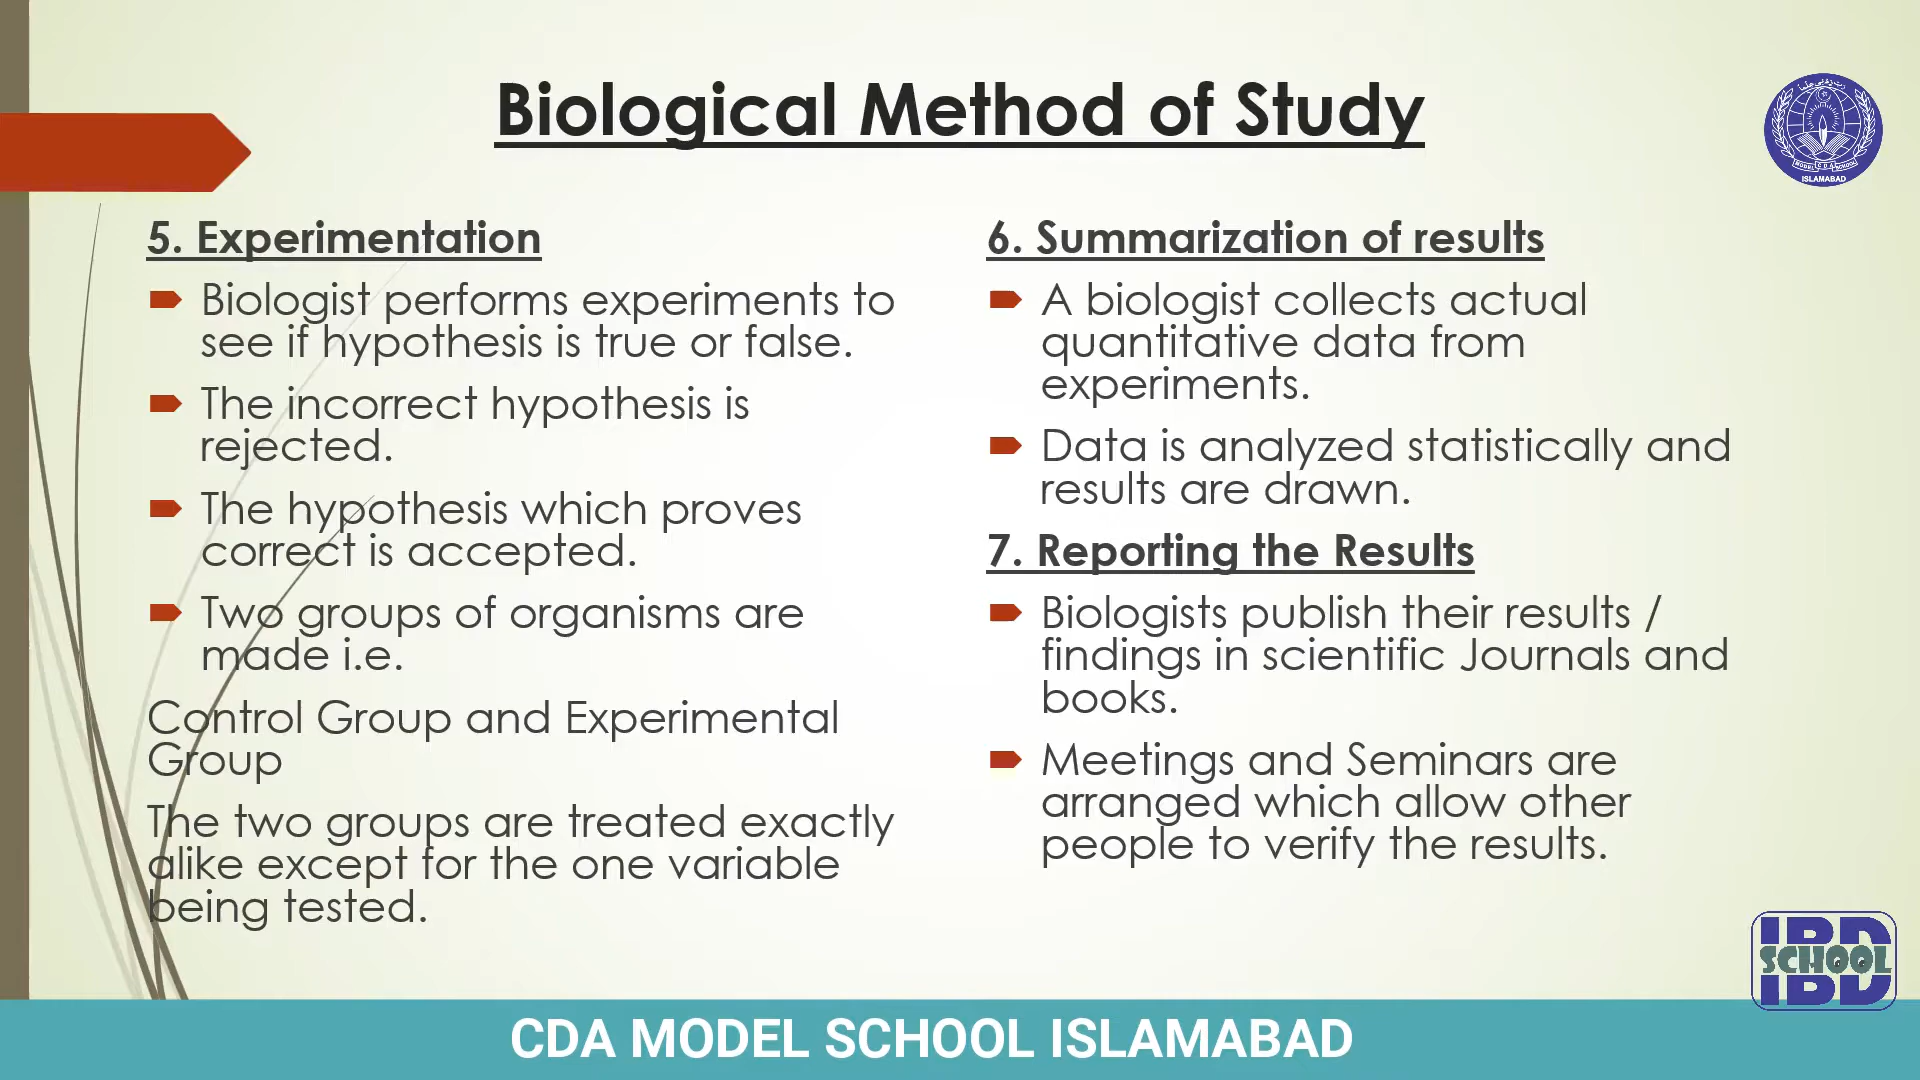 Biological Method of Study
5. Experimentation
Biologist performs experiments to
see if hypothesis is true or false.
The incorrect hypothesis is
rejected.
The hypothesis which proves
correct is accepted.
Two groups of organisms are
made i.e.
Control Group and Experimental
Group
The two groups are treated exactly
alike except for the one variable
being tested.
6. Summarization of results
A biologist collects actual
quantitative data from
experiments.
Data is analyzed statistically and
results are drawn.
7. Reporting the Results
Biologists publish their results /
findings in scientific Journals and
books.
Meetings and Seminars are
arranged which allow other
people to verify the results.
MODEL CDA SCHOOL
ISLAMABAD
IBD
SCHOOL
IBD
CDA MODEL SCHOOL ISLAMABAD